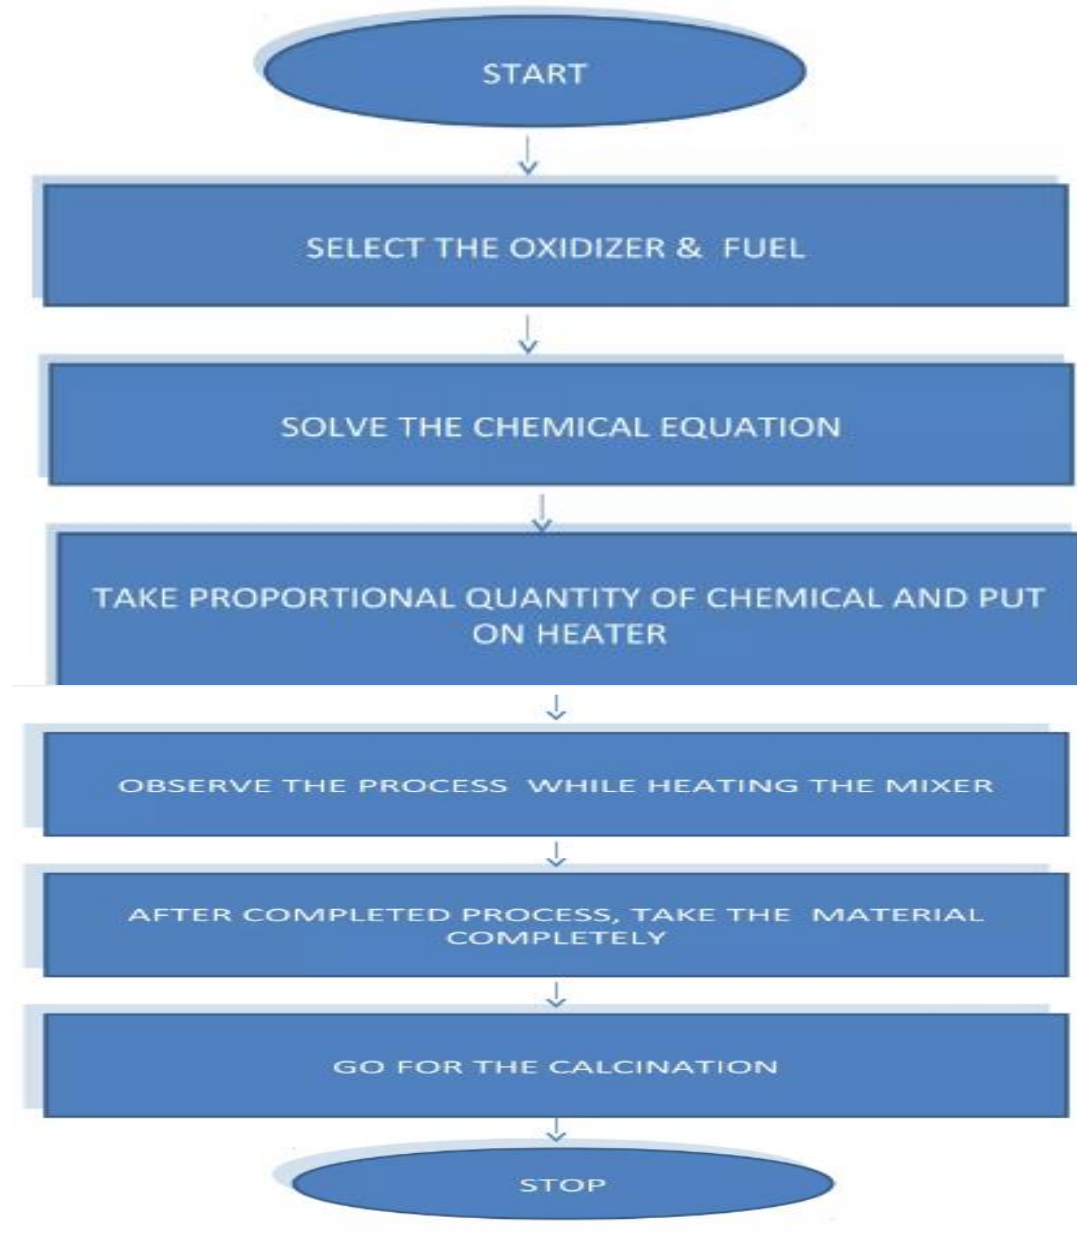 START
SELECT THE OXIDIZER & FUEL
SOLVE THE CHEMICAL EQUATION
TAKE PROPORTIONAL QUANTITY OF CHEMICAL AND PUT
ON HEATER
OBSERVE THE PROCESS WHILE HEATING THE MIXER
AFTER COMPLETED PROCESS, TAKE THE MATERIAL
COMPLETELY
GO FOR THE CALCINATION
STOP